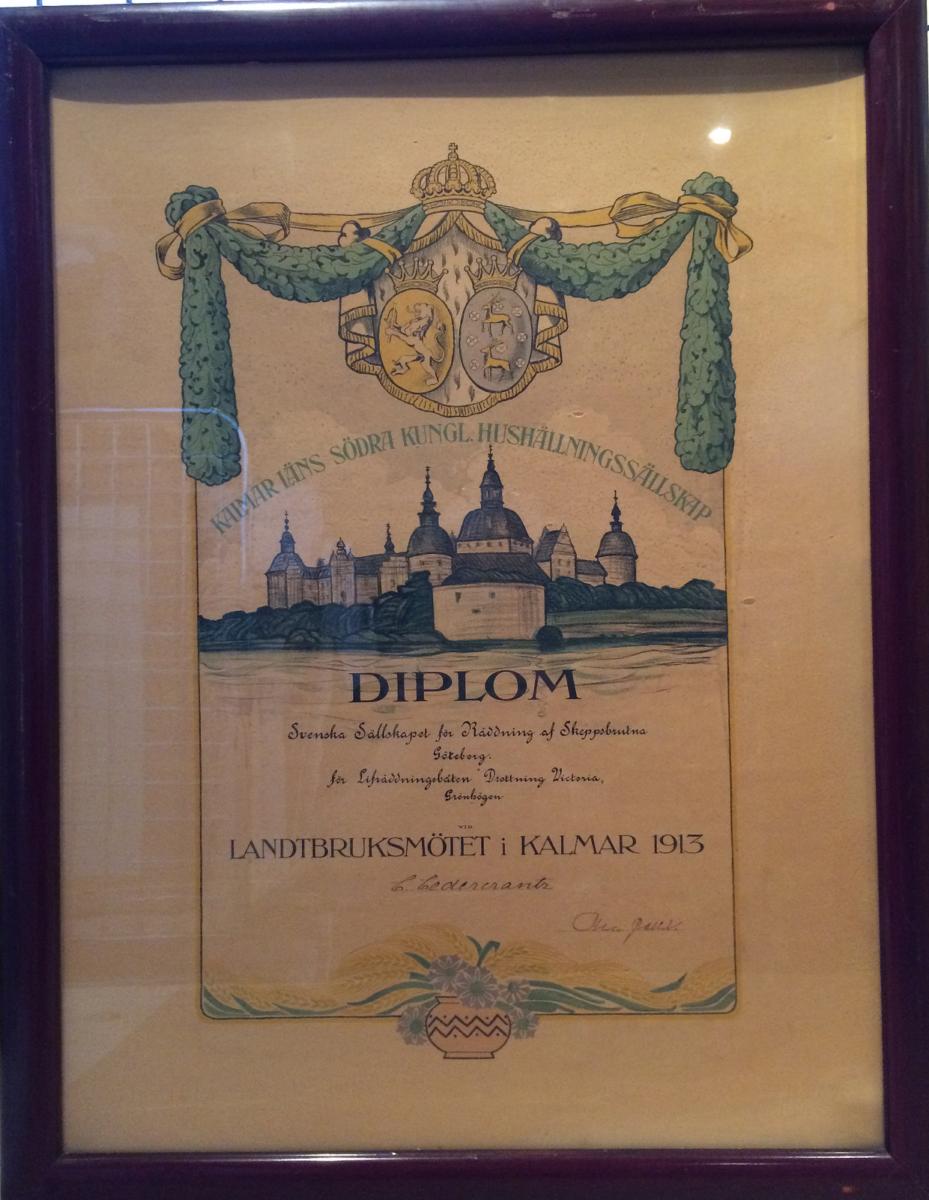 KALMAR LÄNS SÖDRA KUNGL. HUSHÅLLNINGSSÄLLSKAP
DIPLOM
Svenska Sällskapet för Räddning af Skeppsbrutna
Göteborg.
för Lifräddningsbåten "Drottning Victoria,
Grönhögen
VID
LANDTBRUKSMÖTET i KALMAR 1913
C. Cedercrantz